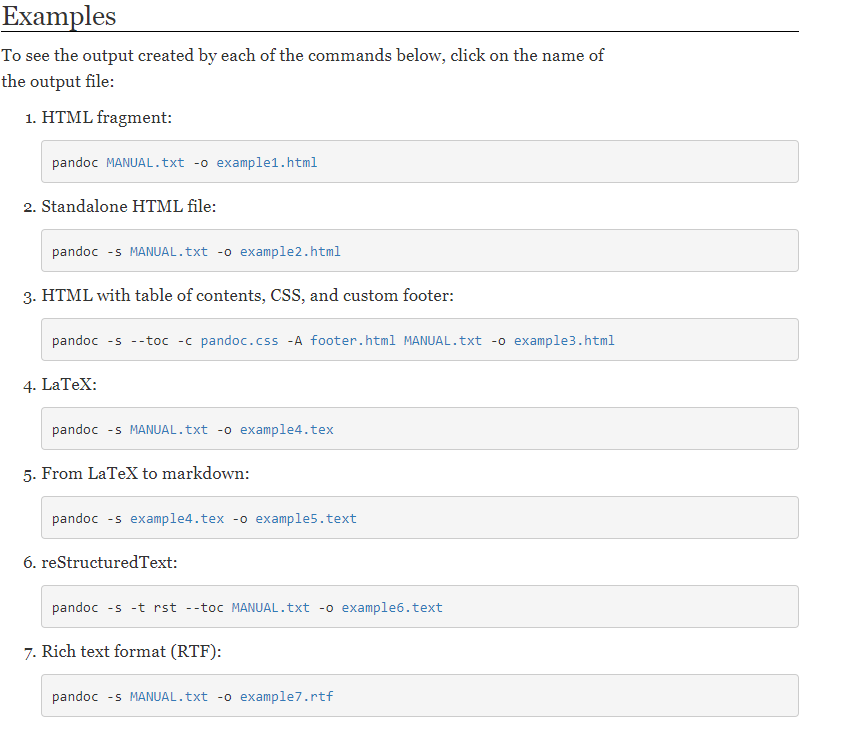 Examples
To see the output created by each of the commands below, click on the name of
the output file:
1. HTML fragment:
pandoc MANUAL.txt -o example1.html
2. Standalone HTML file:
pandoc -s MANUAL.txt -o example2.html
3. HTML with table of contents, CSS, and custom footer:
pandoc -s --toc -c pandoc.css -A footer.html MANUAL.txt -o example3.html
4. LaTeX:
pandoc -s MANUAL.txt -o example4.tex
5. From LaTeX to markdown:
pandoc -s example4.tex -o example5.text
6. reStructuredText:
pandoc -s -t rst --toc MANUAL.txt -o example6.text
7. Rich text format (RTF):
pandoc -s MANUAL.txt -o example7.rtf